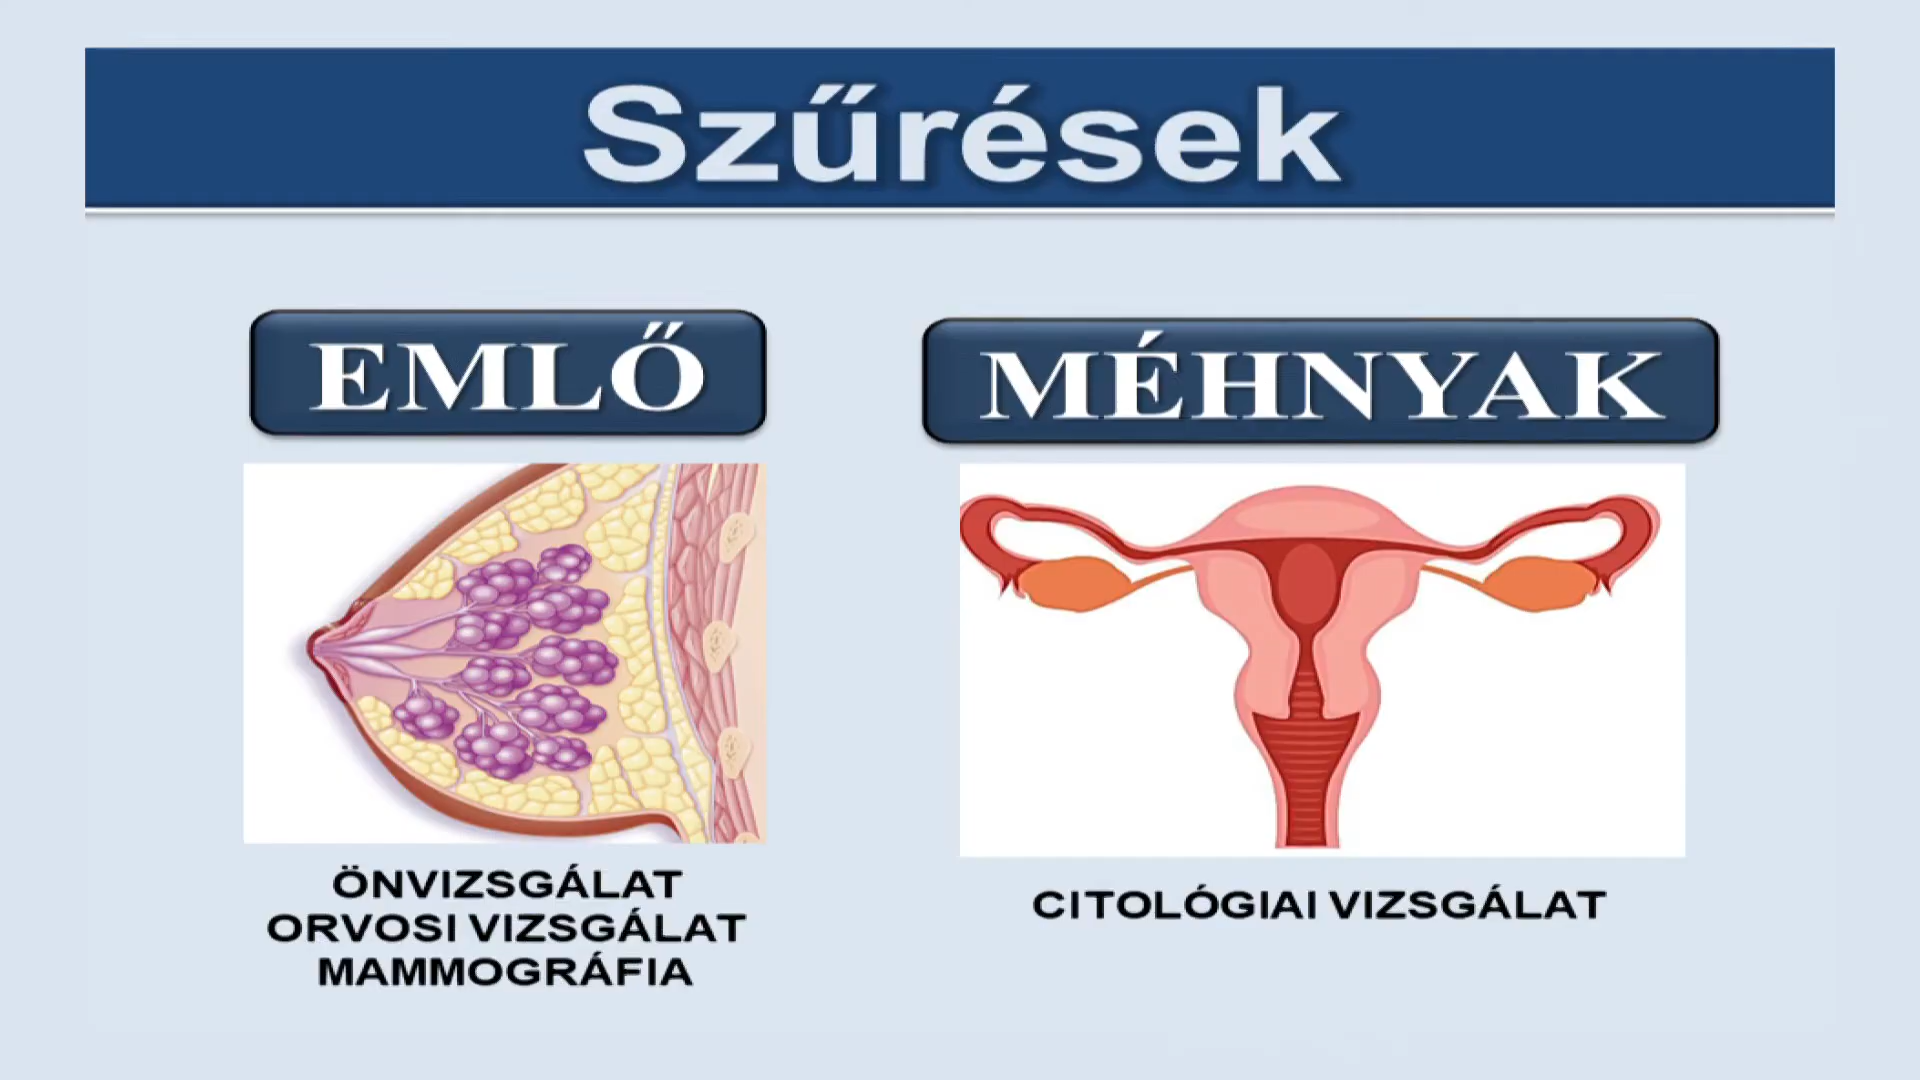 Szűrések
EMLŐ
ÖNVIZSGÁLAT
ORVOSI VIZSGÁLAT
MAMMOGRÁFIA
MÉHNYAK
CITOLÓGIAI VIZSGÁLAT